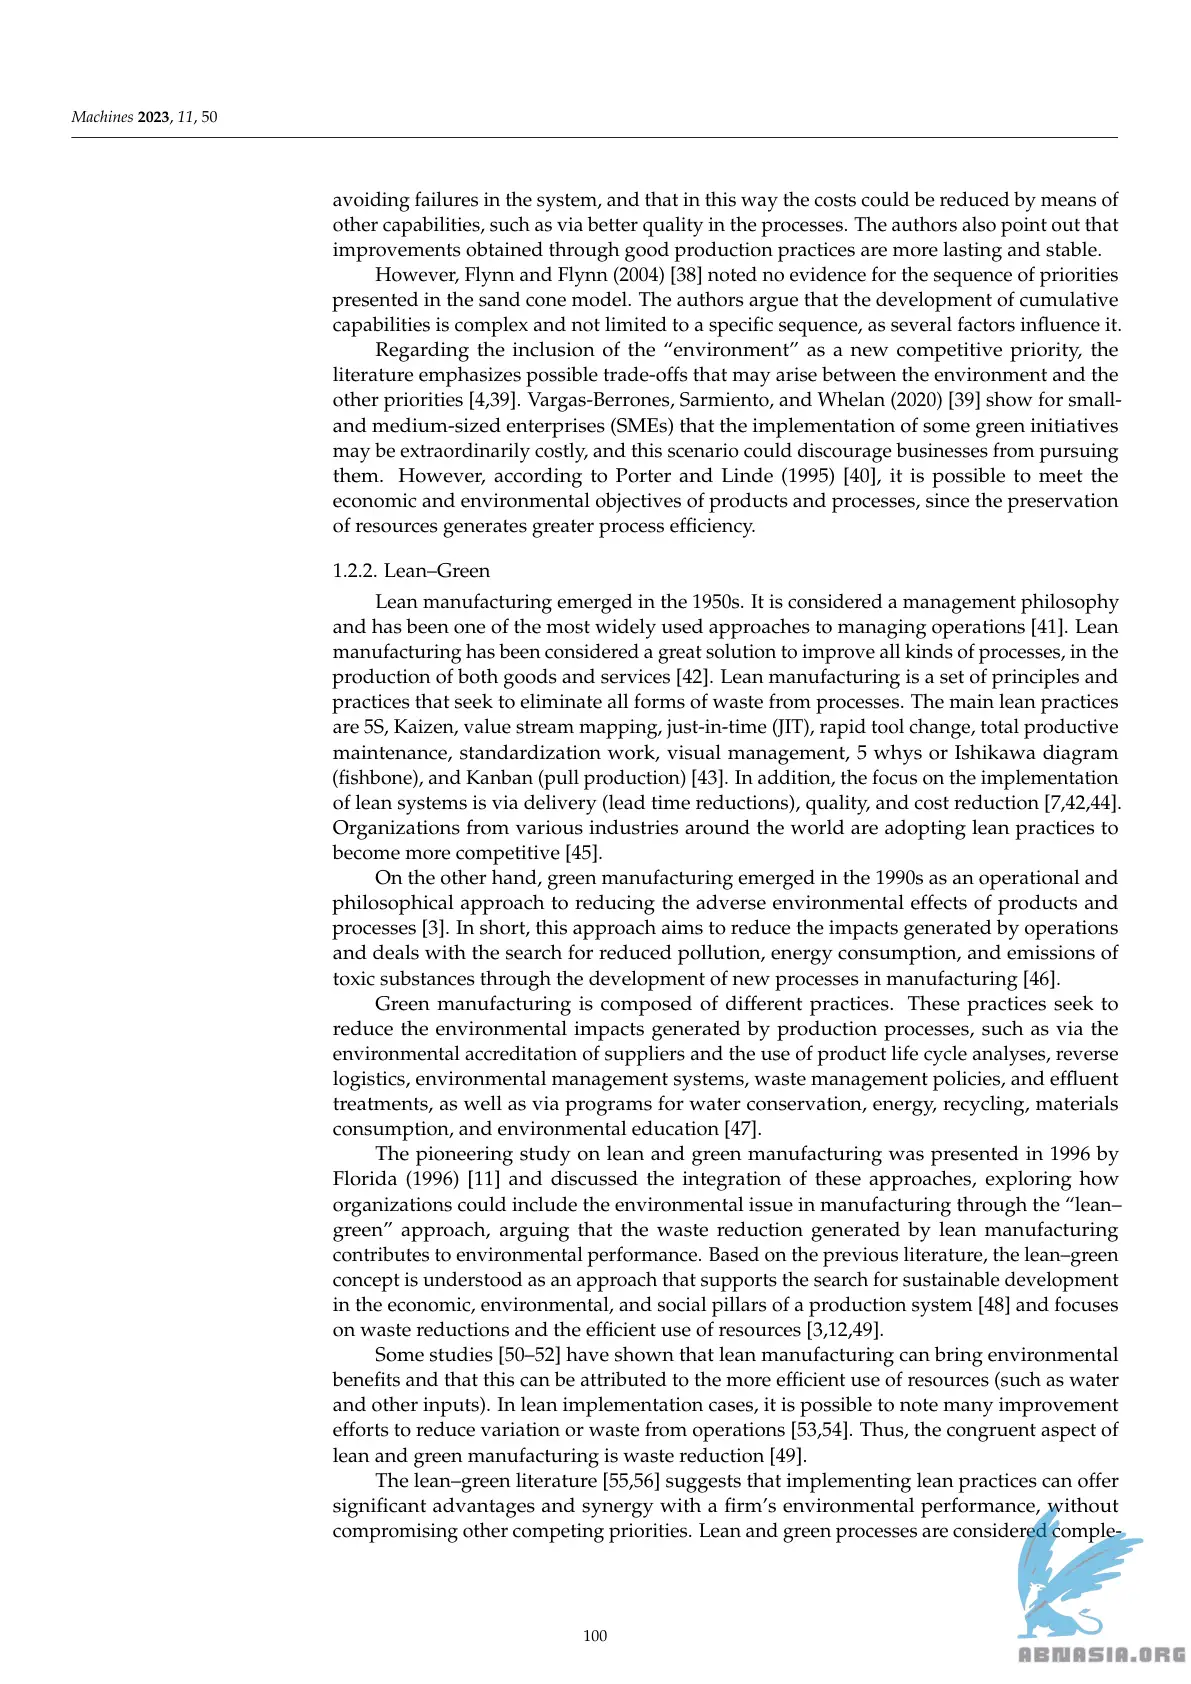 Machines 2023, 11, 50
avoiding failures in the system, and that in this way the costs could be reduced by means of
other capabilities, such as via better quality in the processes. The authors also point out that
improvements obtained through good production practices are more lasting and stable.
However, Flynn and Flynn (2004) [38] noted no evidence for the sequence of priorities
presented in the sand cone model. The authors argue that the development of cumulative
capabilities is complex and not limited to a specific sequence, as several factors influence it.
Regarding the inclusion of the “environment” as a new competitive priority, the
literature emphasizes possible trade-offs that may arise between the environment and the
other priorities [4,39]. Vargas-Berrones, Sarmiento, and Whelan (2020) [39] show for small-
and medium-sized enterprises (SMEs) that the implementation of some green initiatives
may be extraordinarily costly, and this scenario could discourage businesses from pursuing
them. However, according to Porter and Linde (1995) [40], it is possible to meet the
economic and environmental objectives of products and processes, since the preservation
of resources generates greater process efficiency.
1.2.2. Lean–Green
Lean manufacturing emerged in the 1950s. It is considered a management philosophy
and has been one of the most widely used approaches to managing operations [41]. Lean
manufacturing has been considered a great solution to improve all kinds of processes, in the
production of both goods and services [42]. Lean manufacturing is a set of principles and
practices that seek to eliminate all forms of waste from processes. The main lean practices
are 5S, Kaizen, value stream mapping, just-in-time (JIT), rapid tool change, total productive
maintenance, standardization work, visual management, 5 whys or Ishikawa diagram
(fishbone), and Kanban (pull production) [43]. In addition, the focus on the implementation
of lean systems is via delivery (lead time reductions), quality, and cost reduction [7,42,44].
Organizations from various industries around the world are adopting lean practices to
become more competitive [45].
On the other hand, green manufacturing emerged in the 1990s as an operational and
philosophical approach to reducing the adverse environmental effects of products and
processes [3]. In short, this approach aims to reduce the impacts generated by operations
and deals with the search for reduced pollution, energy consumption, and emissions of
toxic substances through the development of new processes in manufacturing [46].
Green manufacturing is composed of different practices. These practices seek to
reduce the environmental impacts generated by production processes, such as via the
environmental accreditation of suppliers and the use of product life cycle analyses, reverse
logistics, environmental management systems, waste management policies, and effluent
treatments, as well as via programs for water conservation, energy, recycling, materials
consumption, and environmental education [47].
The pioneering study on lean and green manufacturing was presented in 1996 by
Florida (1996) [11] and discussed the integration of these approaches, exploring how
organizations could include the environmental issue in manufacturing through the “lean–
green” approach, arguing that the waste reduction generated by lean manufacturing
contributes to environmental performance. Based on the previous literature, the lean–green
concept is understood as an approach that supports the search for sustainable development
in the economic, environmental, and social pillars of a production system [48] and focuses
on waste reductions and the efficient use of resources [3,12,49].
Some studies [50–52] have shown that lean manufacturing can bring environmental
benefits and that this can be attributed to the more efficient use of resources (such as water
and other inputs). In lean implementation cases, it is possible to note many improvement
efforts to reduce variation or waste from operations [53,54]. Thus, the congruent aspect of
lean and green manufacturing is waste reduction [49].
The lean–green literature [55,56] suggests that implementing lean practices can offer
significant advantages and synergy with a firm’s environmental performance, without
compromising other competing priorities. Lean and green processes are considered comple-
100
ABNASIA.ORG